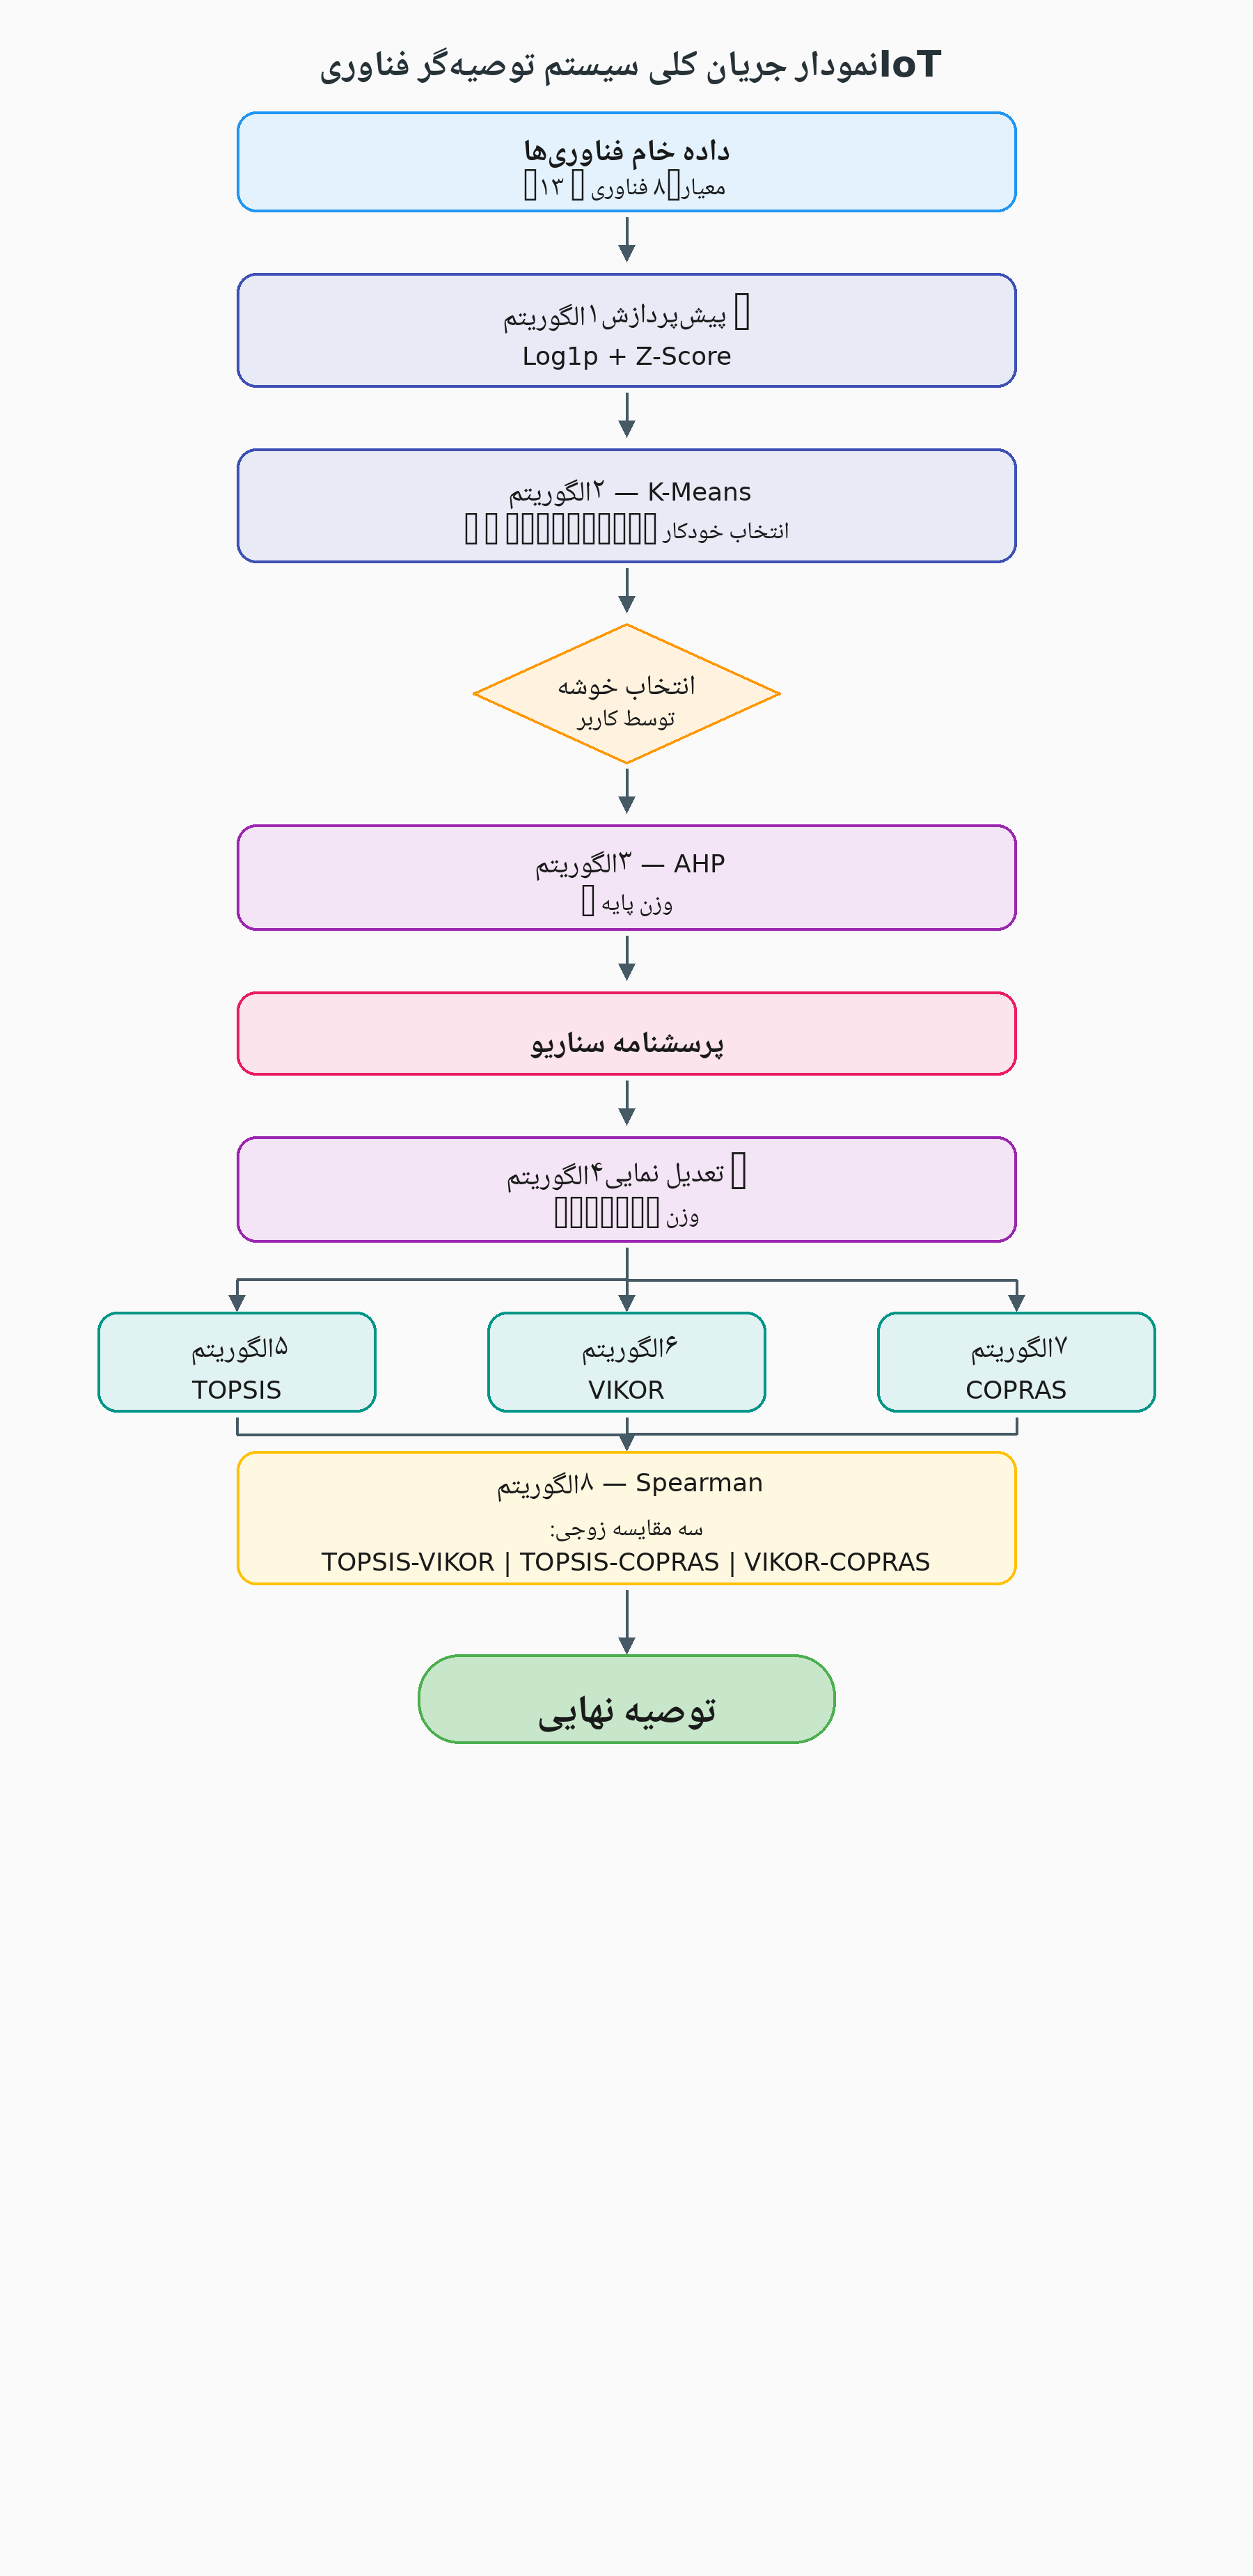 نمودار جریان کلی سیستم توصیه‌گر فناوری IoT
داده خام فناوری‌ها
۱۳ فناوری ۸ معیار
الگوریتم ۱ پیش‌پردازش
Log1p + Z-Score
الگوریتم ۲ — K-Means
انتخاب خودکار
انتخاب خوشه
توسط کاربر
الگوریتم ۳ — AHP
وزن پایه
پرسشنامه سناریو
الگوریتم ۴ تعدیل نمایی
وزن
الگوریتم ۵
TOPSIS
الگوریتم ۶
VIKOR
الگوریتم ۷
COPRAS
الگوریتم ۸ — Spearman
سه مقایسه زوجی:
TOPSIS-VIKOR | TOPSIS-COPRAS | VIKOR-COPRAS
توصیه نهایی